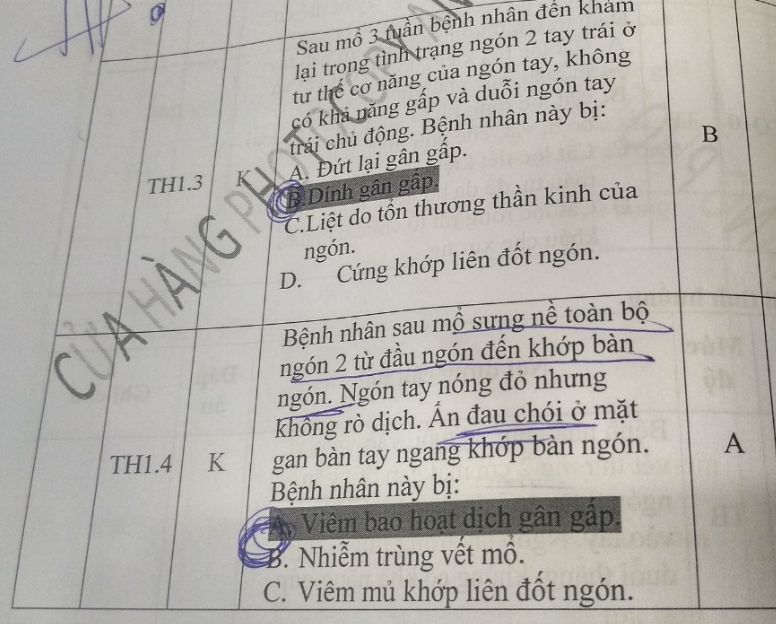 Sau mổ 3 tuần bệnh nhân đến khám
lại trong tình trạng ngón 2 tay trái ở
tư thế cơ năng của ngón tay, không
có khả năng gấp và duỗi ngón tay
trái chủ động. Bệnh nhân này bị:
TH1.3 K A. Đứt lại gân gấp. B
B.Dính gân gấp.
C.Liệt do tổn thương thần kinh của
ngón.
D. Cứng khớp liên đốt ngón.
Bệnh nhân sau mổ sưng nề toàn bộ
ngón 2 từ đầu ngón đến khớp bàn
ngón. Ngón tay nóng đỏ nhưng
không rò dịch. Ấn đau chói ở mặt
TH1.4 K gan bàn tay ngang khớp bàn ngón. A
Bệnh nhân này bị:
A. Viêm bao hoạt dịch gân gấp.
B. Nhiễm trùng vết mổ.
C. Viêm mủ khớp liên đốt ngón.
CỬA HÀNG PHOTOCOPY AN